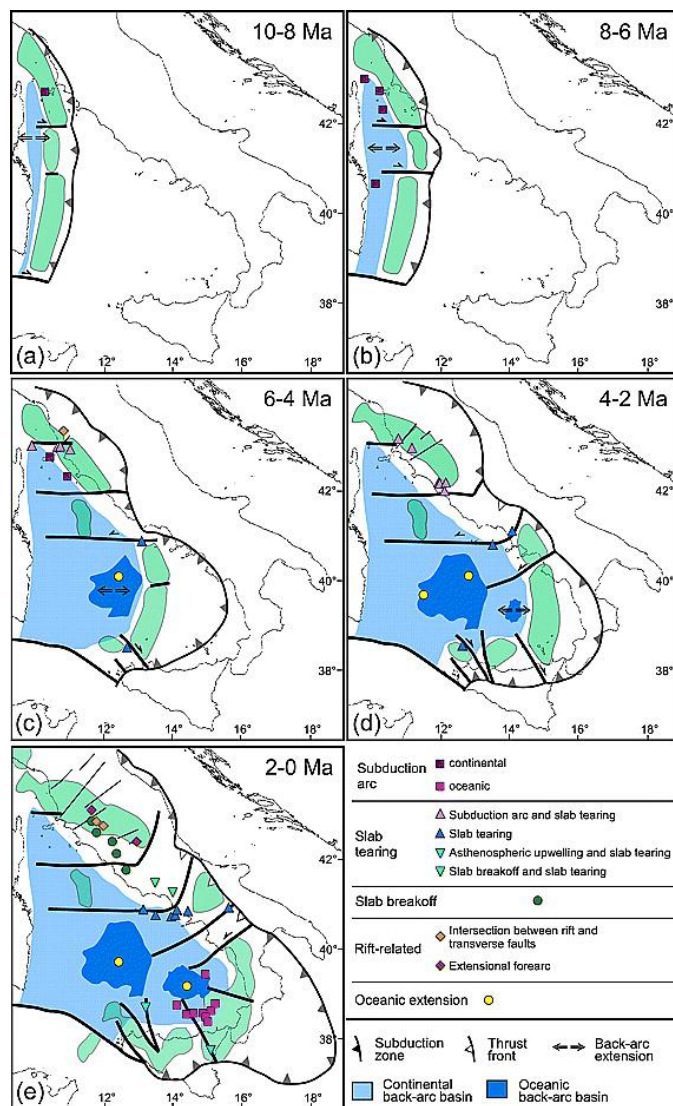 10-8 Ma
42°
40°
38°
(a)
12°
14°
16°
18°
8-6 Ma
42°
40°
38°
(b)
12°
14°
16°
18°
6-4 Ma
42°
40°
38°
(c)
12°
14°
16°
18°
4-2 Ma
42°
40°
38°
(d)
12°
14°
16°
18°
2-0 Ma
42°
40°
38°
(e)
12°
14°
16°
18°
Subduction arc
continental
oceanic
Slab tearing
Subduction arc and slab tearing
Slab tearing
Asthenospheric upwelling and slab tearing
Slab breakoff and slab tearing
Slab breakoff
Rift-related
Intersection between rift and
transverse faults
Extensional forearc
Oceanic extension
Subduction
zone
Thrust
front
Back-arc
extension
Continental
back-arc basin
Oceanic
back-arc basin